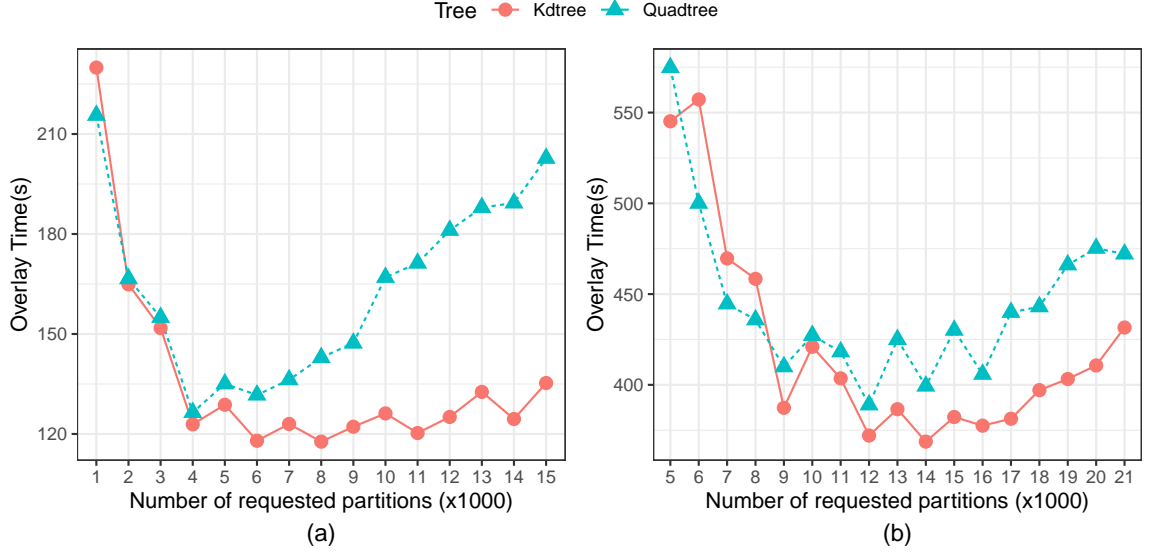 Tree Kdtree Quadtree
Overlay Time(s)
210
180
150
120
1 2 3 4 5 6 7 8 9 10 11 12 13 14 15
Number of requested partitions (x1000)
(a)
Overlay Time(s)
550
500
450
400
5 6 7 8 9 10 11 12 13 14 15 16 17 18 19 20 21
Number of requested partitions (x1000)
(b)